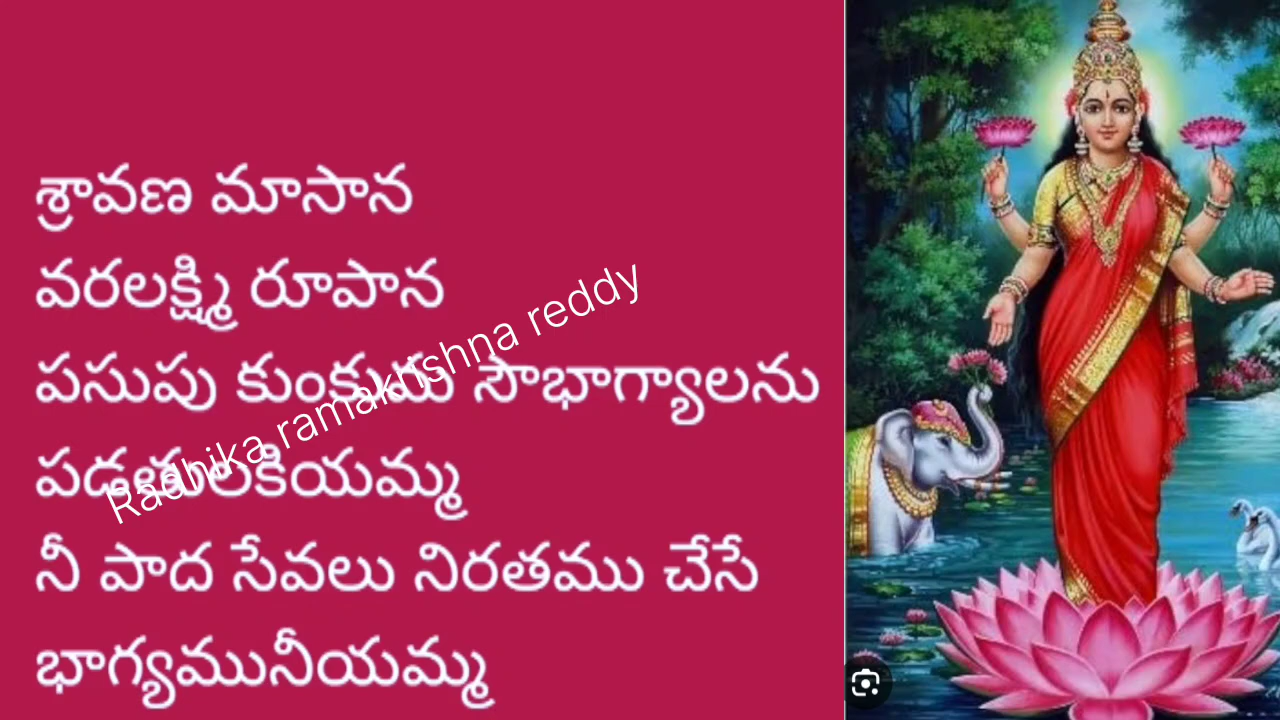 శ్రావణ మాసాన
వరలక్ష్మి రూపాన
పసుపు కుంకుమ సౌభాగ్యాలను
పడతులకియమ్మ
నీ పాద సేవలు నిరతము చేసే
భాగ్యమునీయమ్మ
Radhika ramakrishna reddy